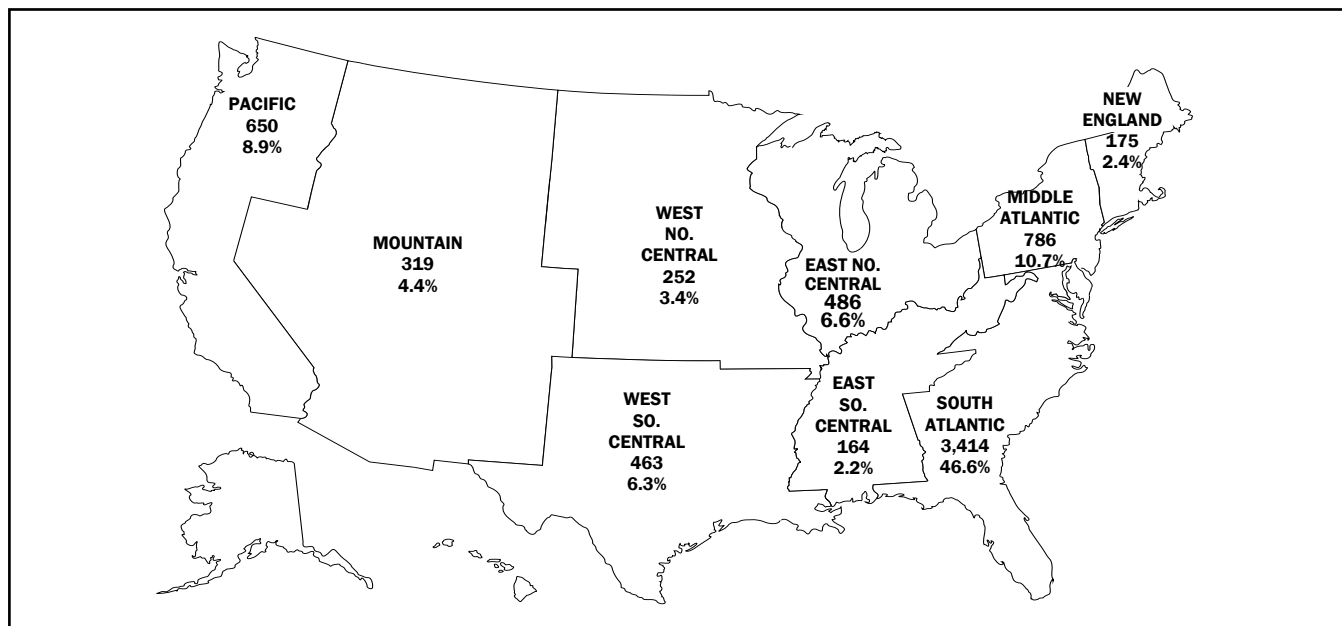 PACIFIC
650
8.9%
MOUNTAIN
319
4.4%
WEST
NO.
CENTRAL
252
3.4%
EAST NO.
CENTRAL
486
6.6%
NEW
ENGLAND
175
2.4%
MIDDLE
ATLANTIC
786
10.7%
WEST
SO.
CENTRAL
463
6.3%
EAST
SO.
CENTRAL
164
2.2%
SOUTH
ATLANTIC
3,414
46.6%